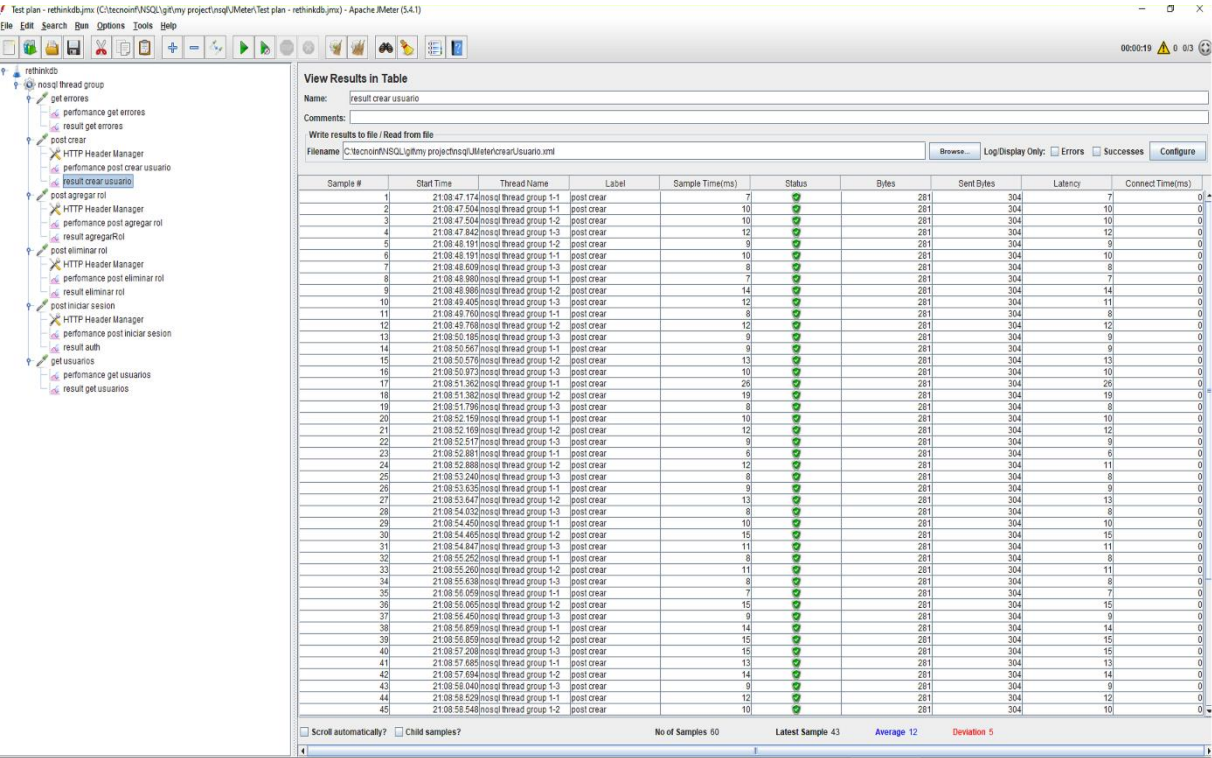 Test plan - rethinkdb.jmx (C:\tecnoinf\NSQL\git\my project\nsql\JMeter\Test plan - rethinkdb.jmx) - Apache JMeter (5.4.1)
File Edit Search Run Options Tools Help
00:00:19 0 0/3
rethinkdb
nosql thread group
get errores
perfomance get errores
result get errores
post crear
HTTP Header Manager
perfomance post crear usuario
result crear usuario
post agregar rol
HTTP Header Manager
perfomance post agregar rol
result agregarRol
post eliminar rol
HTTP Header Manager
perfomance post eliminar rol
result eliminar rol
post iniciar sesion
HTTP Header Manager
perfomance post iniciar sesion
result auth
get usuarios
perfomance get usuarios
result get usuarios
View Results in Table
Name: result crear usuario
Comments:
Write results to file / Read from file
Filename C:\tecnoinf\NSQL\git\my project\nsql\JMeter\crearUsuario.xml Browse... Log/Display Only: Errors Successes Configure
Sample # Start Time Thread Name Label Sample Time(ms) Status Bytes Sent Bytes Latency Connect Time(ms)
1 21:08:47.174 nosql thread group 1-1 post crear 7 281 304 7 0
2 21:08:47.504 nosql thread group 1-1 post crear 10 281 304 10 0
3 21:08:47.504 nosql thread group 1-2 post crear 10 281 304 10 0
4 21:08:47.842 nosql thread group 1-3 post crear 12 281 304 12 0
5 21:08:48.191 nosql thread group 1-2 post crear 9 281 304 9 0
6 21:08:48.191 nosql thread group 1-1 post crear 10 281 304 10 0
7 21:08:48.609 nosql thread group 1-3 post crear 8 281 304 8 0
8 21:08:48.980 nosql thread group 1-1 post crear 7 281 304 7 0
9 21:08:48.986 nosql thread group 1-2 post crear 14 281 304 14 0
10 21:08:49.405 nosql thread group 1-3 post crear 12 281 304 11 0
11 21:08:49.760 nosql thread group 1-1 post crear 8 281 304 8 0
12 21:08:49.768 nosql thread group 1-2 post crear 12 281 304 12 0
13 21:08:50.185 nosql thread group 1-3 post crear 9 281 304 9 0
14 21:08:50.567 nosql thread group 1-1 post crear 9 281 304 9 0
15 21:08:50.576 nosql thread group 1-2 post crear 13 281 304 13 0
16 21:08:50.973 nosql thread group 1-3 post crear 10 281 304 10 0
17 21:08:51.362 nosql thread group 1-1 post crear 26 281 304 26 0
18 21:08:51.382 nosql thread group 1-2 post crear 19 281 304 19 0
19 21:08:51.796 nosql thread group 1-3 post crear 8 281 304 8 0
20 21:08:52.159 nosql thread group 1-1 post crear 10 281 304 10 0
21 21:08:52.169 nosql thread group 1-2 post crear 12 281 304 12 0
22 21:08:52.517 nosql thread group 1-3 post crear 9 281 304 9 0
23 21:08:52.881 nosql thread group 1-1 post crear 6 281 304 6 0
24 21:08:52.888 nosql thread group 1-2 post crear 12 281 304 11 0
25 21:08:53.240 nosql thread group 1-3 post crear 8 281 304 8 0
26 21:08:53.635 nosql thread group 1-1 post crear 9 281 304 9 0
27 21:08:53.647 nosql thread group 1-2 post crear 13 281 304 13 0
28 21:08:54.032 nosql thread group 1-3 post crear 8 281 304 8 0
29 21:08:54.450 nosql thread group 1-1 post crear 10 281 304 10 0
30 21:08:54.465 nosql thread group 1-2 post crear 15 281 304 15 0
31 21:08:54.847 nosql thread group 1-3 post crear 11 281 304 11 0
32 21:08:55.252 nosql thread group 1-1 post crear 8 281 304 8 0
33 21:08:55.260 nosql thread group 1-2 post crear 11 281 304 11 0
34 21:08:55.638 nosql thread group 1-3 post crear 8 281 304 8 0
35 21:08:56.059 nosql thread group 1-1 post crear 7 281 304 7 0
36 21:08:56.065 nosql thread group 1-2 post crear 15 281 304 15 0
37 21:08:56.450 nosql thread group 1-3 post crear 9 281 304 9 0
38 21:08:56.859 nosql thread group 1-1 post crear 14 281 304 14 0
39 21:08:56.859 nosql thread group 1-2 post crear 15 281 304 15 0
40 21:08:57.208 nosql thread group 1-3 post crear 15 281 304 15 0
41 21:08:57.685 nosql thread group 1-1 post crear 13 281 304 13 0
42 21:08:57.694 nosql thread group 1-2 post crear 14 281 304 14 0
43 21:08:58.040 nosql thread group 1-3 post crear 9 281 304 9 0
44 21:08:58.529 nosql thread group 1-1 post crear 12 281 304 12 0
45 21:08:58.548 nosql thread group 1-2 post crear 10 281 304 10 0
Scroll automatically? Child samples? No of Samples 60 Latest Sample 43 Average 12 Deviation 5